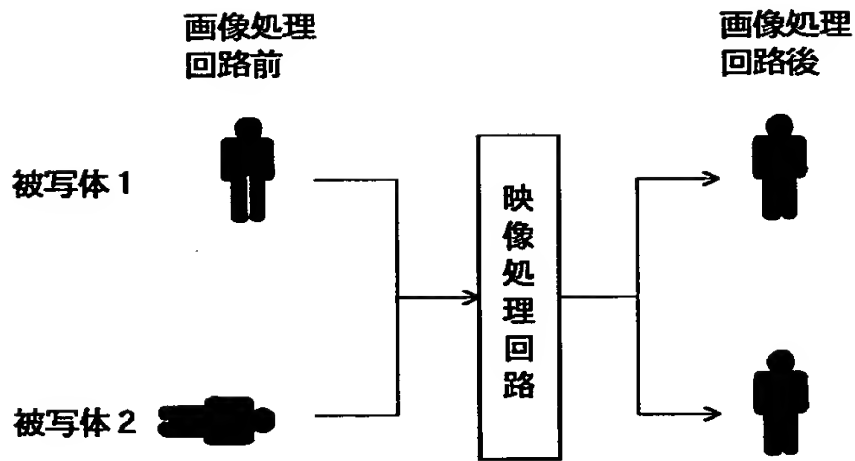 画像処理
回路前
画像処理
回路後
被写体1
映像処理回路
被写体2